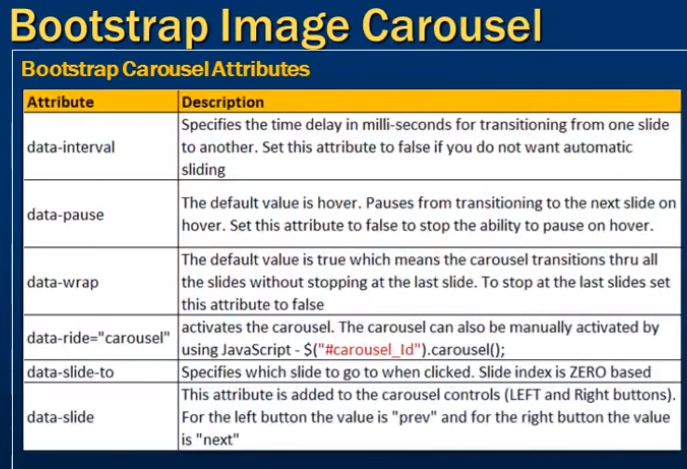 Bootstrap Image Carousel
Bootstrap Carousel Attributes
Attribute Description
data-interval
Specifies the time delay in milli-seconds for transitioning from one slide
to another. Set this attribute to false if you do not want automatic
sliding
data-pause
The default value is hover. Pauses from transitioning to the next slide on
hover. Set this attribute to false to stop the ability to pause on hover.
data-wrap
The default value is true which means the carousel transitions thru all
the slides without stopping at the last slide. To stop at the last slides set
this attribute to false
data-ride="carousel"
activates the carousel. The carousel can also be manually activated by
using JavaScript - $("#carousel_Id").carousel();
data-slide-to Specifies which slide to go to when clicked. Slide index is ZERO based
data-slide
This attribute is added to the carousel controls (LEFT and Right buttons).
For the left button the value is "prev" and for the right button the value
is "next"